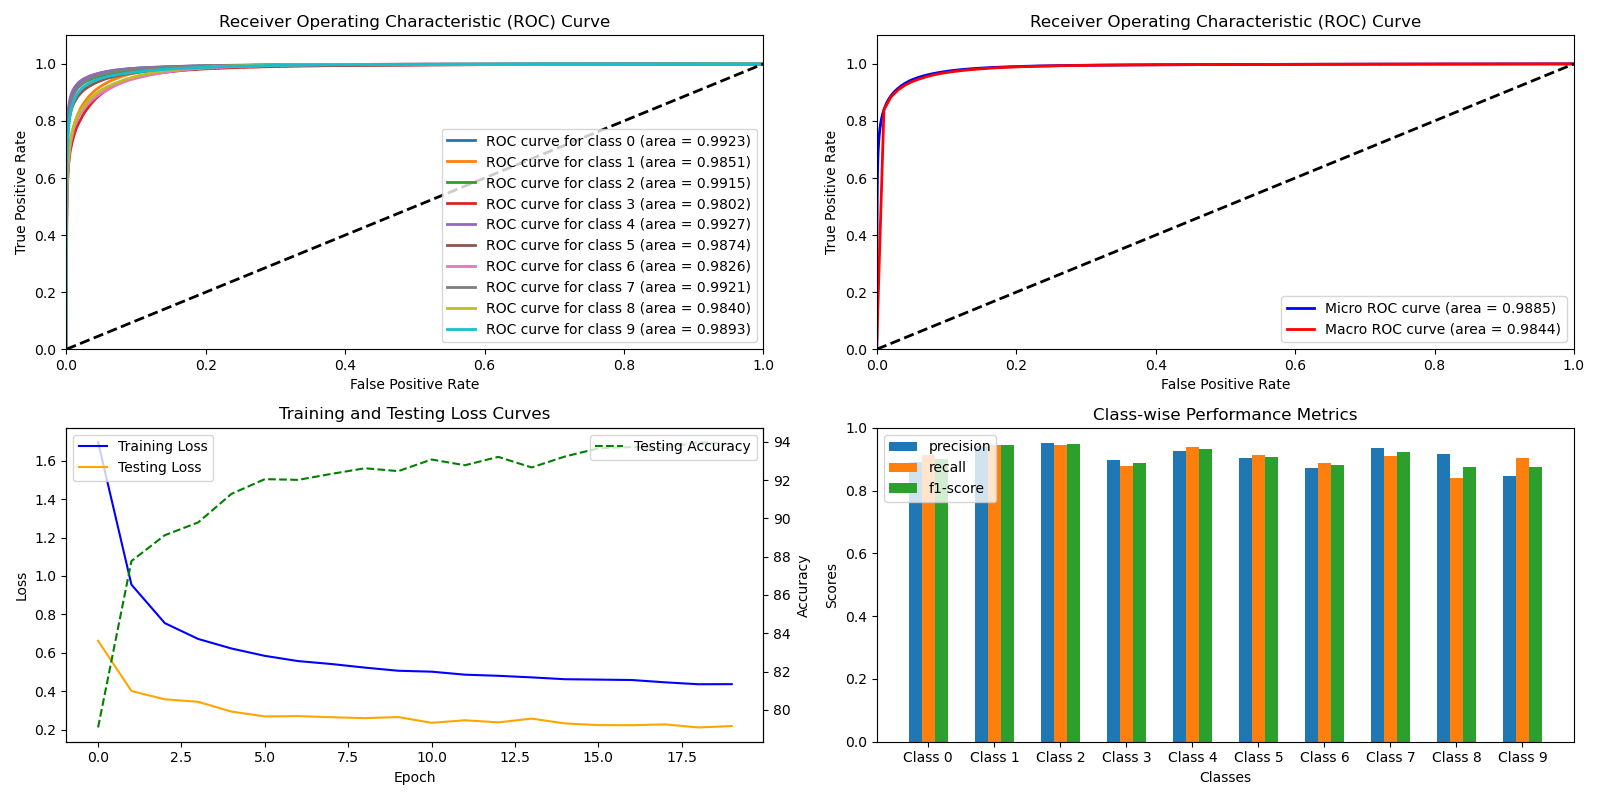 Receiver Operating Characteristic (ROC) Curve
True Positive Rate
1.0
0.8
0.6
0.4
0.2
0.0
ROC curve for class 0 (area = 0.9923)
ROC curve for class 1 (area = 0.9851)
ROC curve for class 2 (area = 0.9915)
ROC curve for class 3 (area = 0.9802)
ROC curve for class 4 (area = 0.9927)
ROC curve for class 5 (area = 0.9874)
ROC curve for class 6 (area = 0.9826)
ROC curve for class 7 (area = 0.9921)
ROC curve for class 8 (area = 0.9840)
ROC curve for class 9 (area = 0.9893)
0.0 0.2 0.4 0.6 0.8 1.0
False Positive Rate
Receiver Operating Characteristic (ROC) Curve
True Positive Rate
1.0
0.8
0.6
0.4
0.2
0.0
Micro ROC curve (area = 0.9885)
Macro ROC curve (area = 0.9844)
0.0 0.2 0.4 0.6 0.8 1.0
False Positive Rate
Training and Testing Loss Curves
Loss
1.6
1.4
1.2
1.0
0.8
0.6
0.4
0.2
Training Loss
Testing Loss
Testing Accuracy
94
92
90
88
86
84
82
80
Accuracy
0.0 2.5 5.0 7.5 10.0 12.5 15.0 17.5
Epoch
Class-wise Performance Metrics
Scores
1.0
0.8
0.6
0.4
0.2
0.0
precision
recall
f1-score
Class 0 Class 1 Class 2 Class 3 Class 4 Class 5 Class 6 Class 7 Class 8 Class 9
Classes